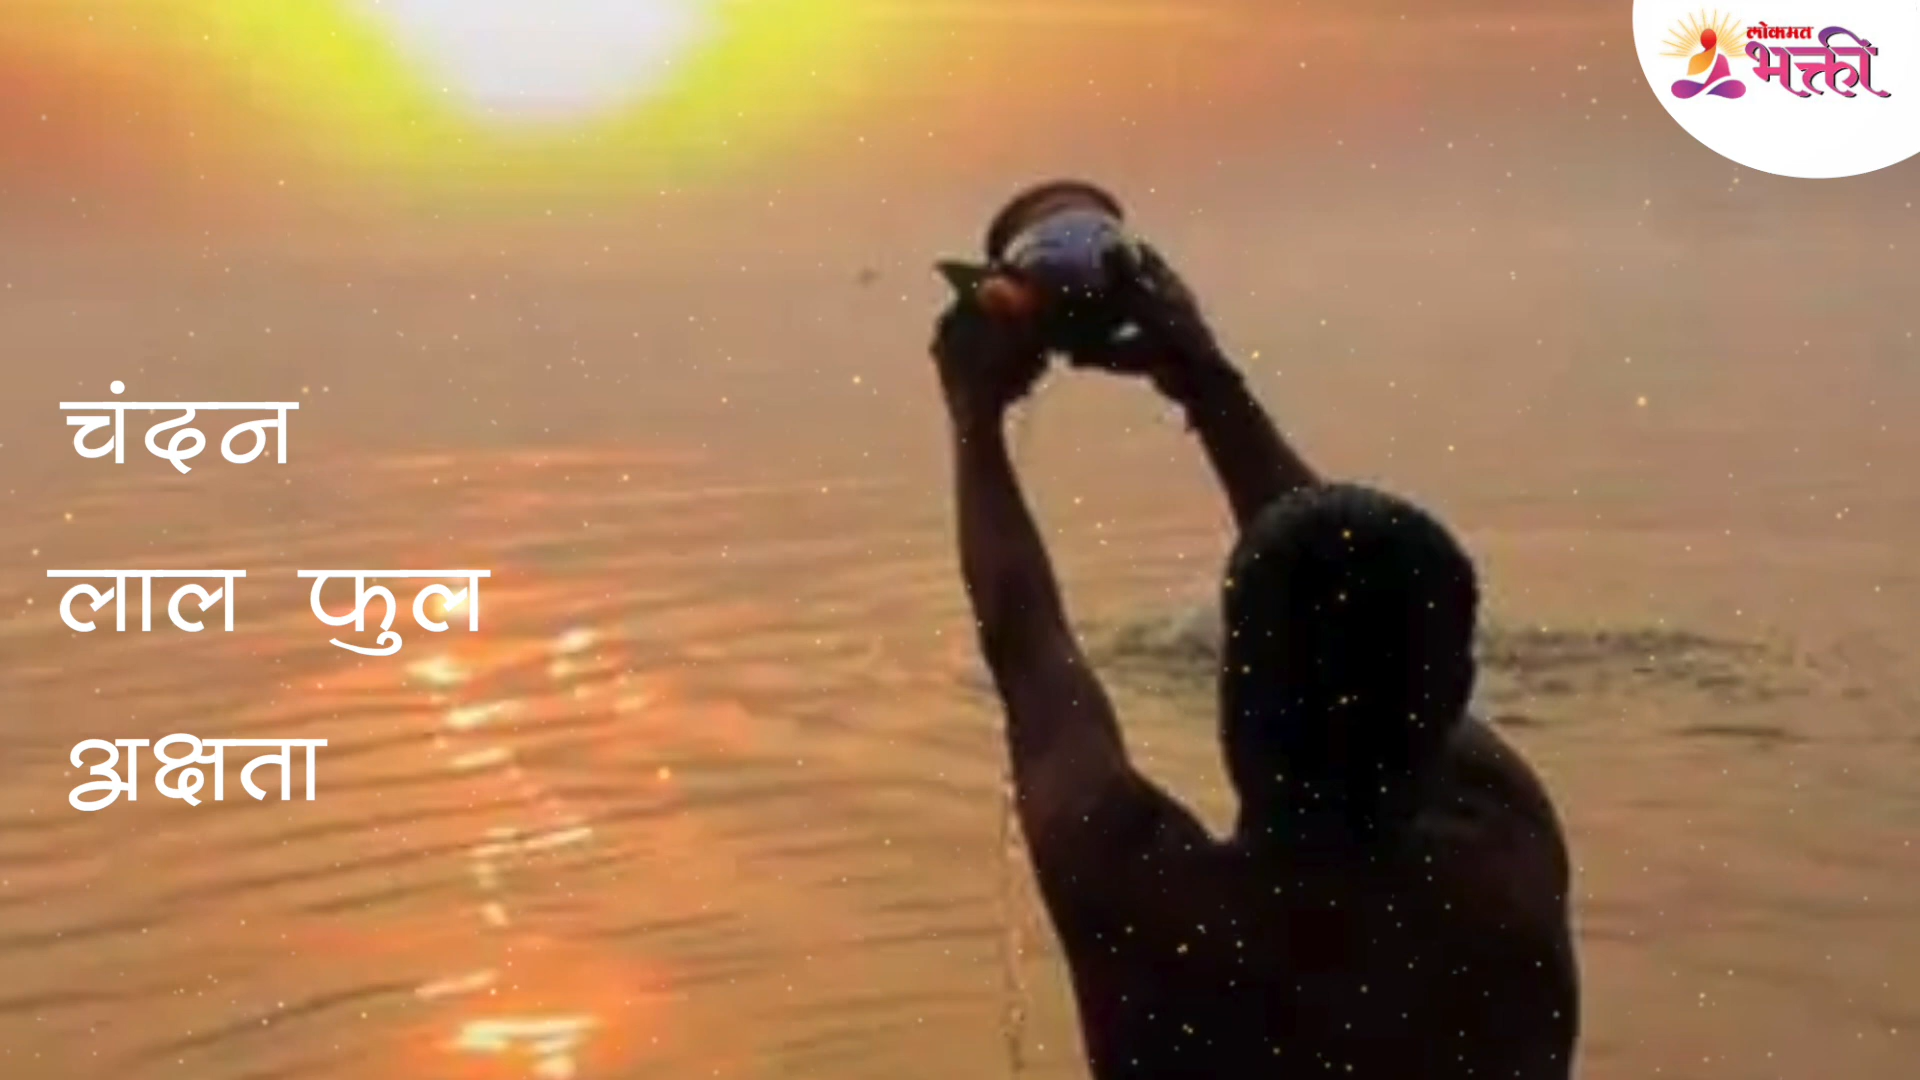 लोकमत
भक्ती
चंदन
लाल फुल
अक्षता